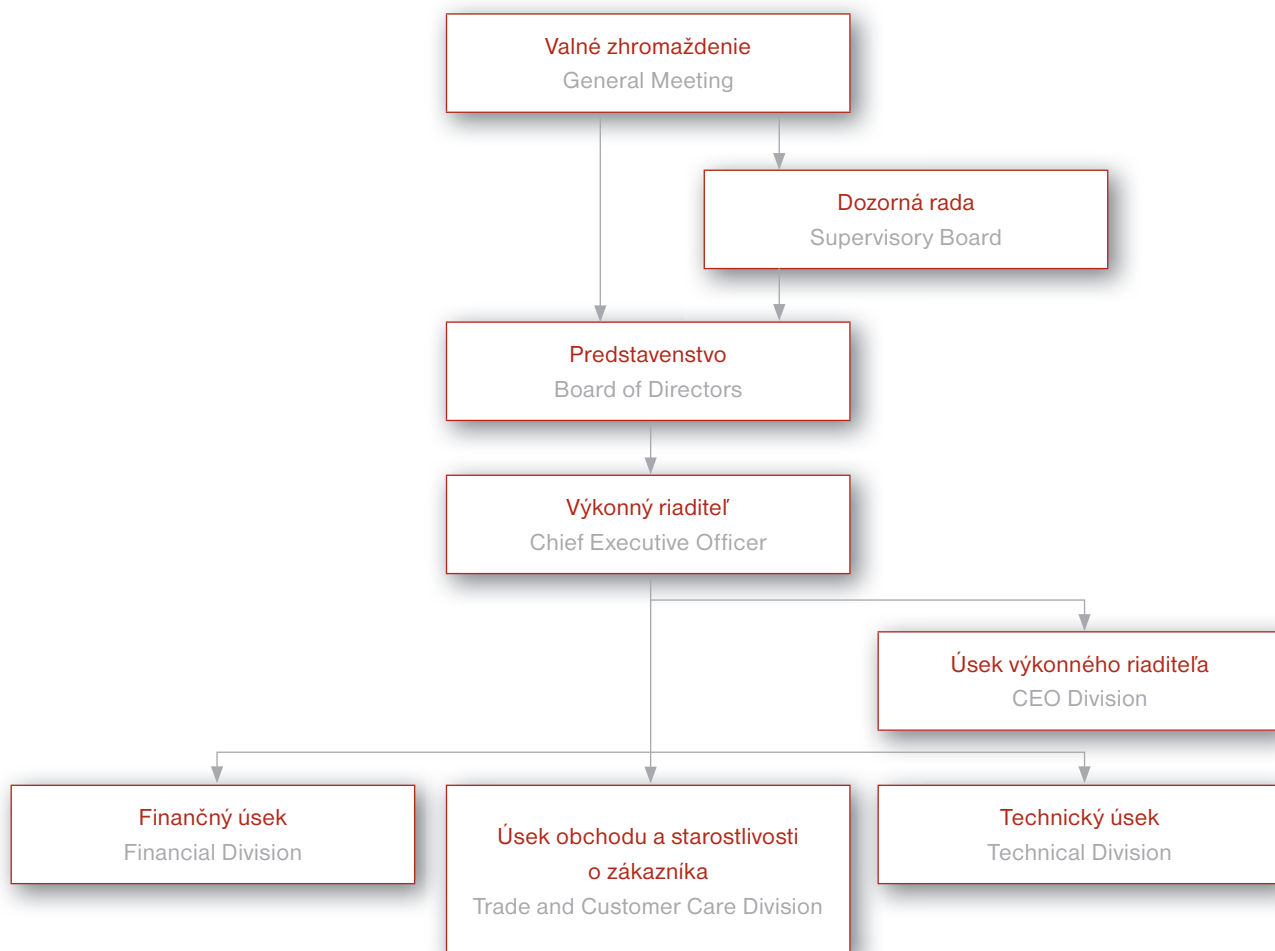 Valné zhromaždenie
General Meeting
Dozorná rada
Supervisory Board
Predstavenstvo
Board of Directors
Výkonný riaditeľ
Chief Executive Officer
Úsek výkonného riaditeľa
CEO Division
Finančný úsek
Financial Division
Úsek obchodu a starostlivosti
o zákazníka
Trade and Customer Care Division
Technický úsek
Technical Division